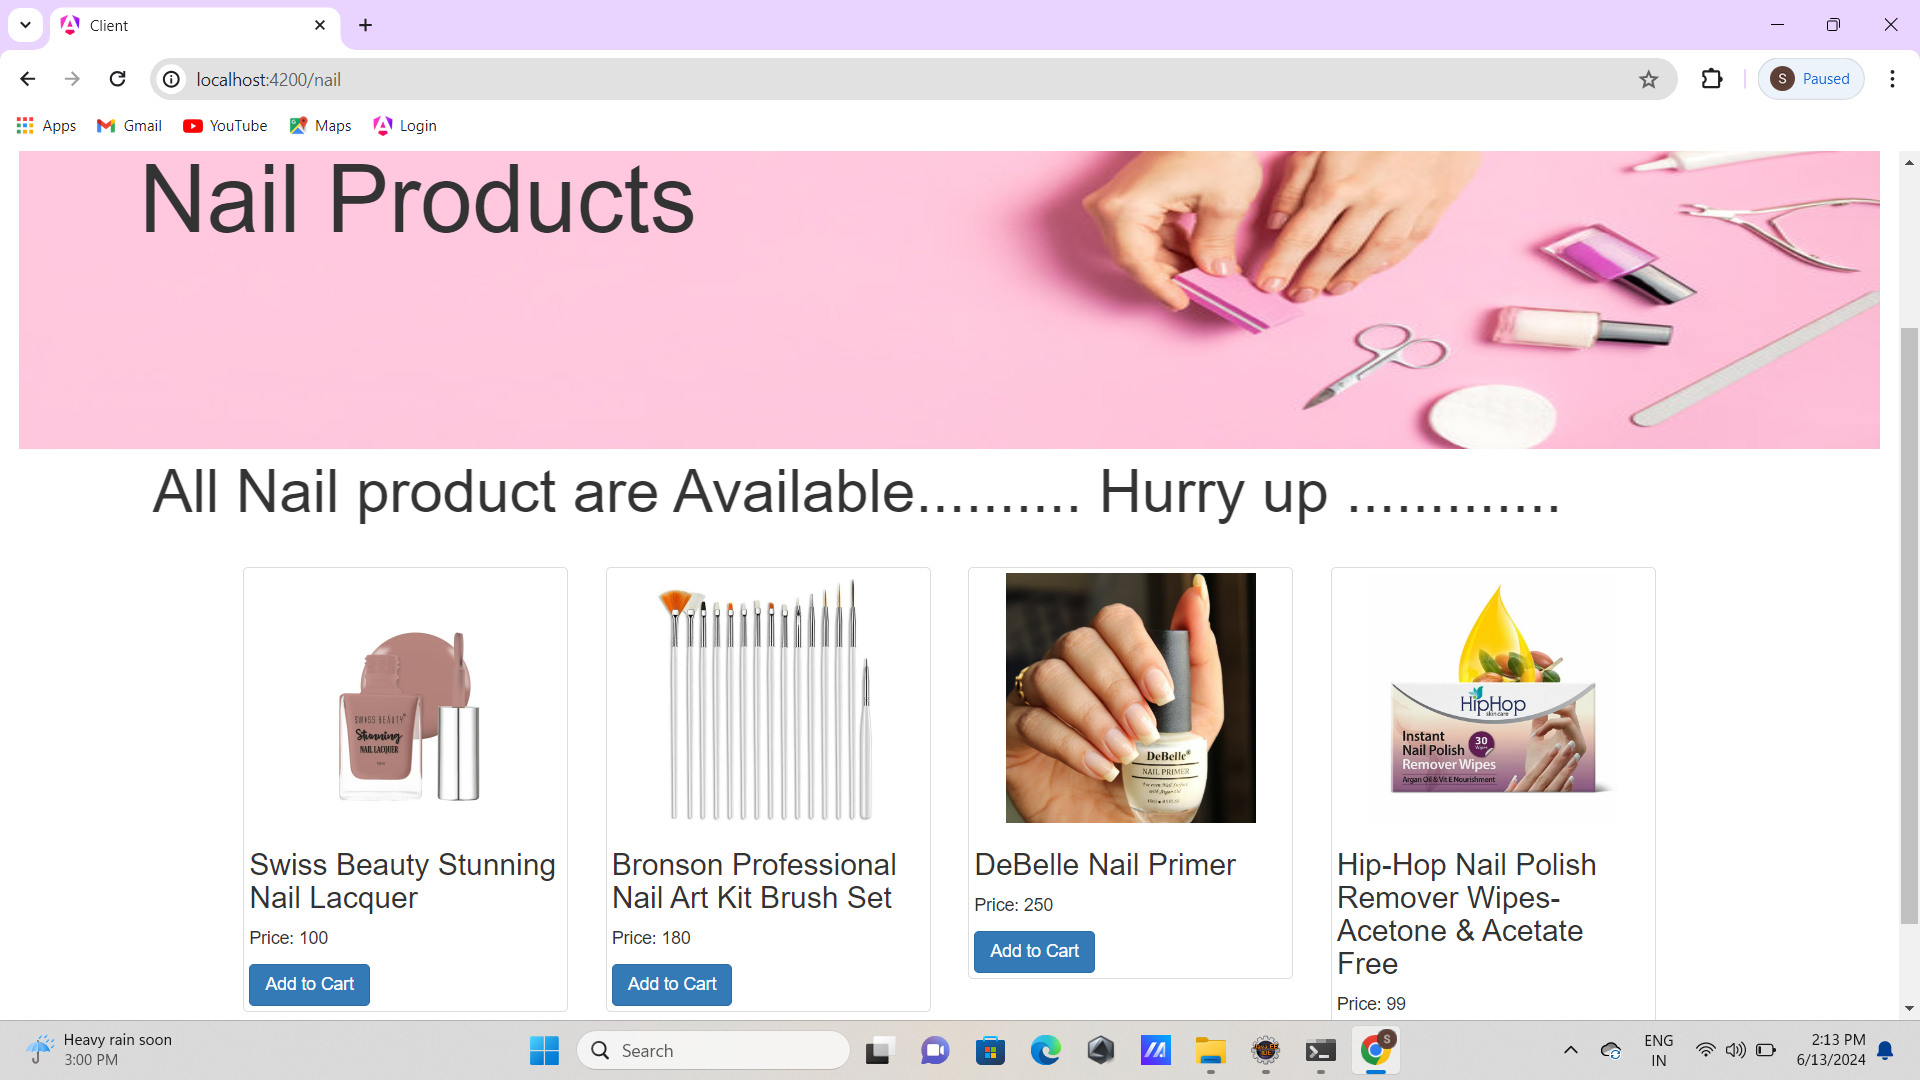 Client
localhost:4200/nail
S
Paused
Apps
Gmail
YouTube
Maps
Login
Nail Products
All Nail product are Available.......... Hurry up .............
SWISS BEAUTY
Stunning
NAIL LACQUER
DeBelle
NAIL PRIMER
HipHop
skincare
Instant
Nail Polish
Remover Wipes
30
Argan Oil & Vit E Nourishment
Swiss Beauty Stunning
Nail Lacquer
Price: 100
Add to Cart
Bronson Professional
Nail Art Kit Brush Set
Price: 180
Add to Cart
DeBelle Nail Primer
Price: 250
Add to Cart
Hip-Hop Nail Polish
Remover Wipes-
Acetone & Acetate
Free
Price: 99
Heavy rain soon
3:00 PM
Search
S
ENG
IN
2:13 PM
6/13/2024